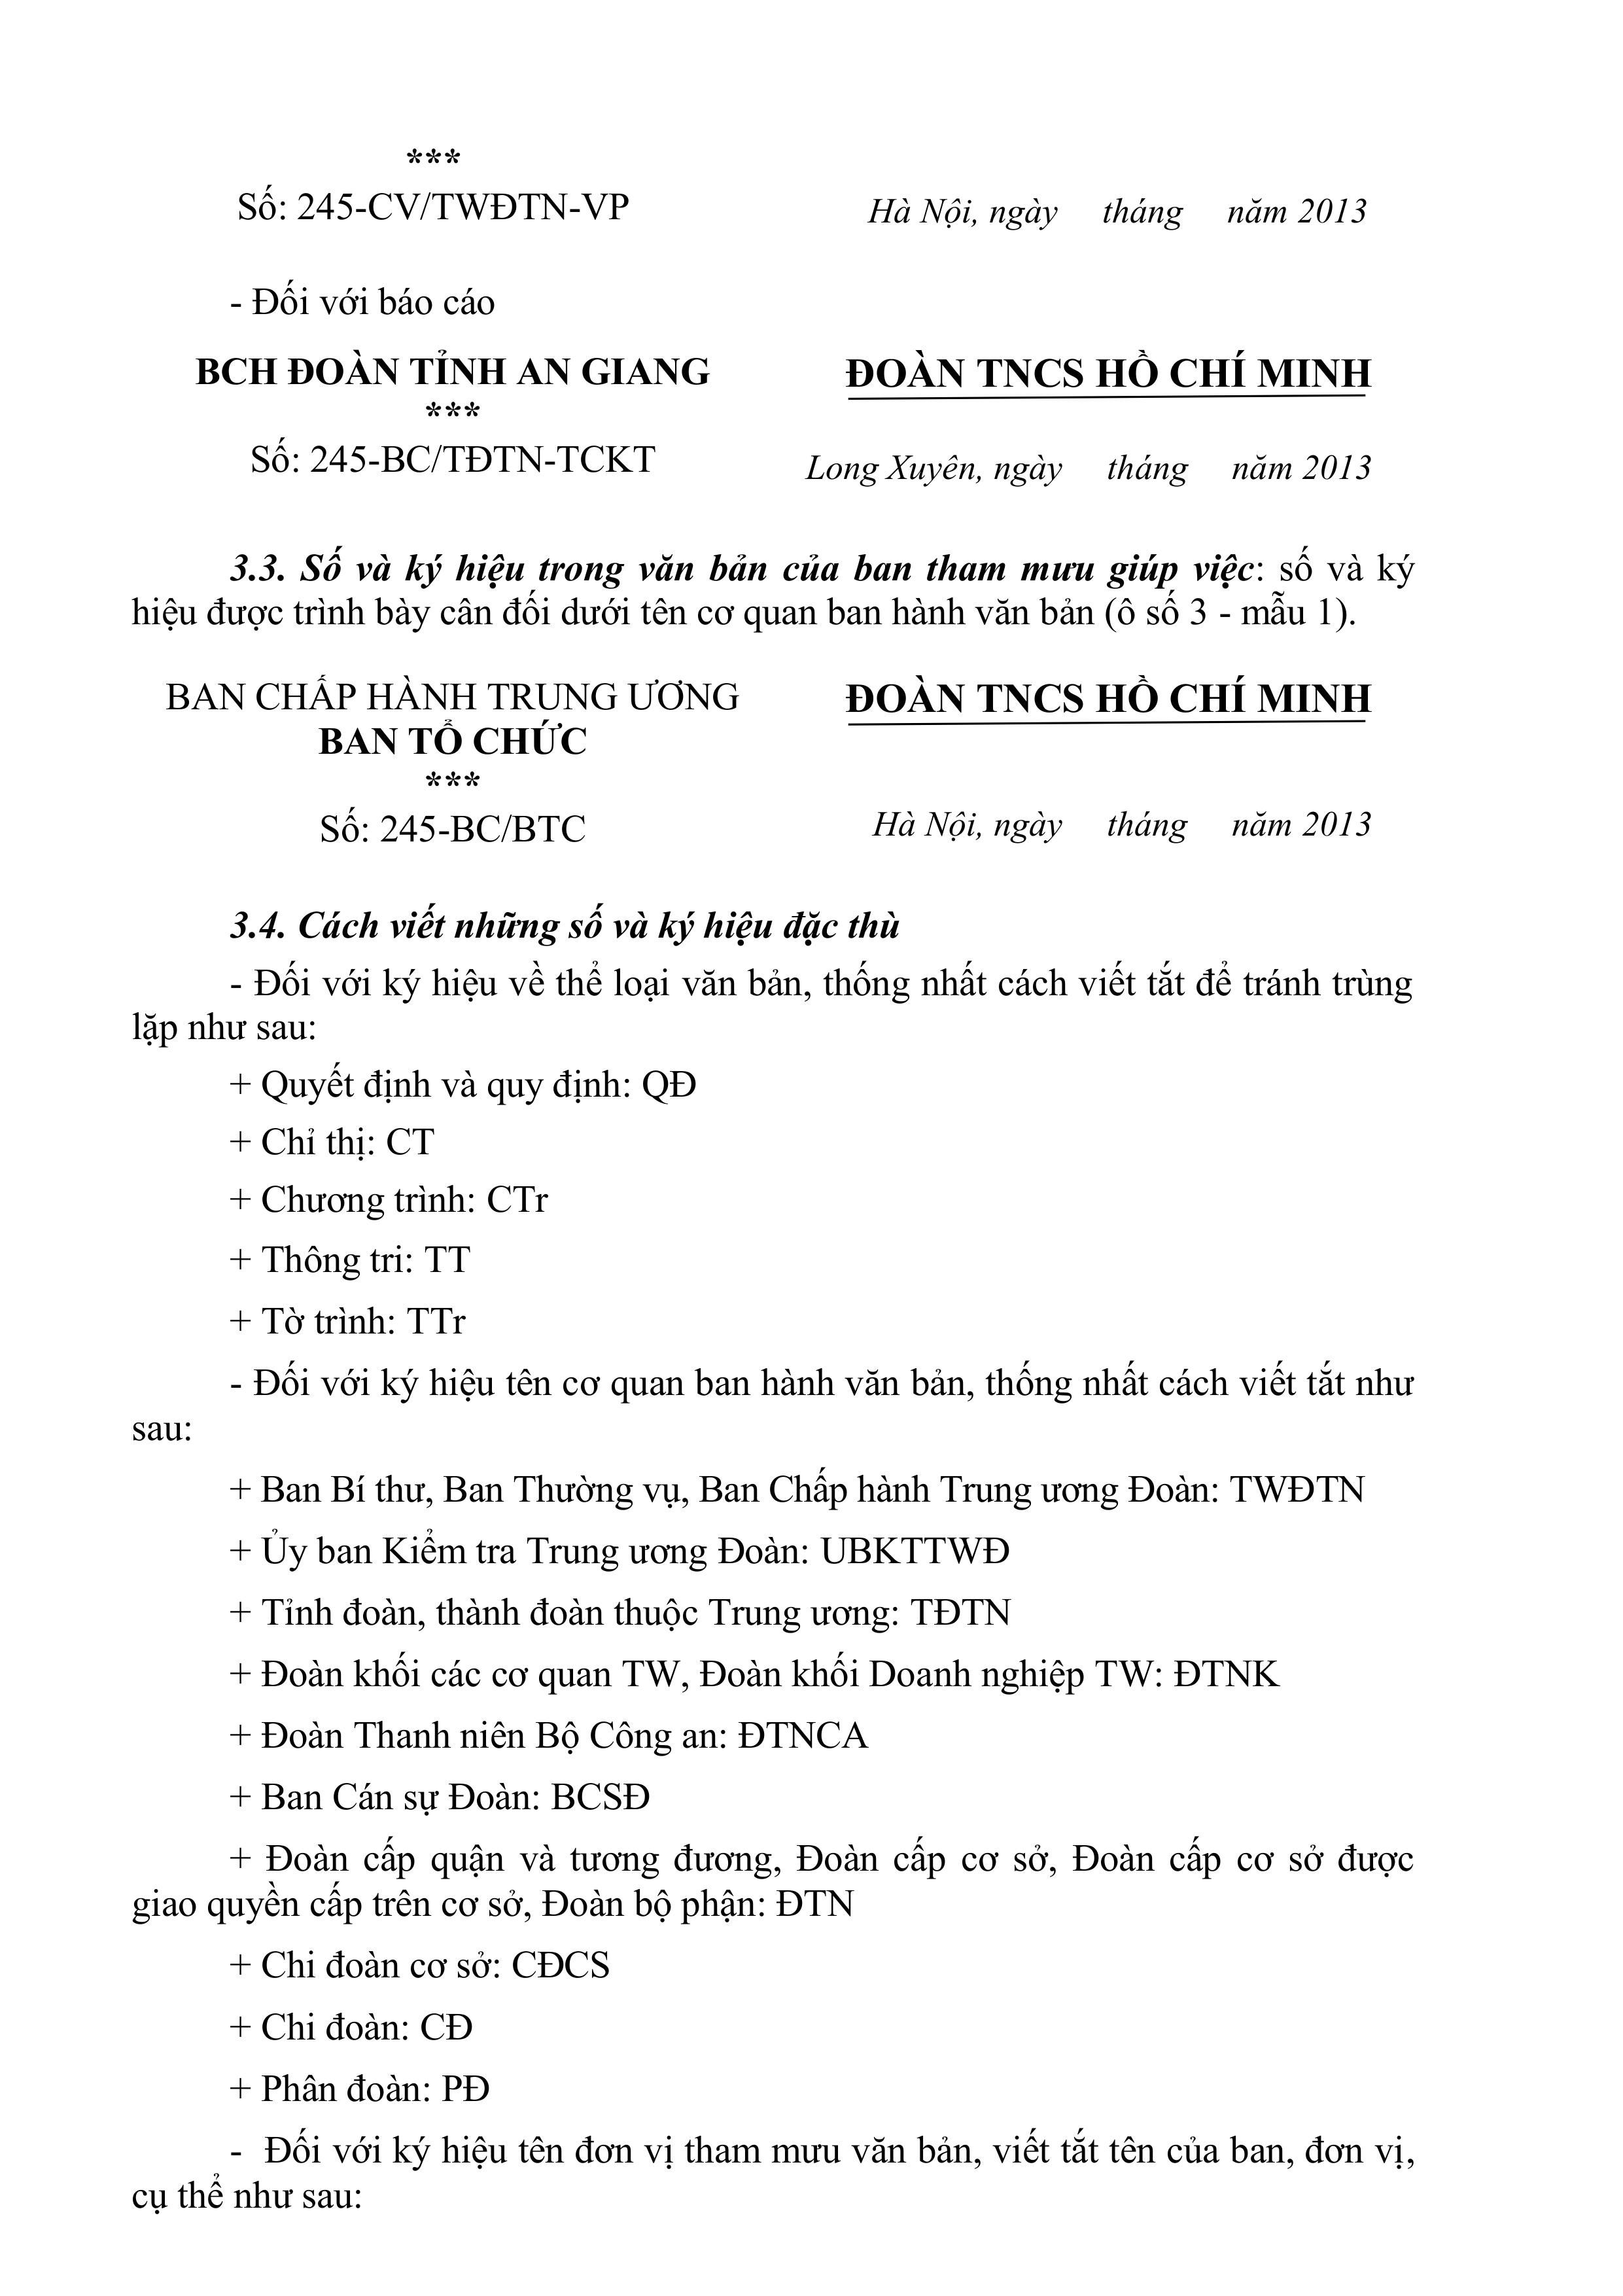 ***
Số: 245-CV/TWĐTN-VP
Hà Nội, ngày tháng năm 2013
- Đối với báo cáo
BCH ĐOÀN TỈNH AN GIANG
***
Số: 245-BC/TĐTN-TCKT
ĐOÀN TNCS HỒ CHÍ MINH
Long Xuyên, ngày tháng năm 2013
3.3. Số và ký hiệu trong văn bản của ban tham mưu giúp việc: số và ký
hiệu được trình bày cân đối dưới tên cơ quan ban hành văn bản (ô số 3 - mẫu 1).
BAN CHẤP HÀNH TRUNG ƯƠNG
BAN TỔ CHỨC
***
Số: 245-BC/BTC
ĐOÀN TNCS HỒ CHÍ MINH
Hà Nội, ngày tháng năm 2013
3.4. Cách viết những số và ký hiệu đặc thù
- Đối với ký hiệu về thể loại văn bản, thống nhất cách viết tắt để tránh trùng
lặp như sau:
+ Quyết định và quy định: QĐ
+ Chỉ thị: CT
+ Chương trình: CTr
+ Thông tri: TT
+ Tờ trình: TTr
- Đối với ký hiệu tên cơ quan ban hành văn bản, thống nhất cách viết tắt như
sau:
+ Ban Bí thư, Ban Thường vụ, Ban Chấp hành Trung ương Đoàn: TWĐTN
+ Ủy ban Kiểm tra Trung ương Đoàn: UBKTTWĐ
+ Tỉnh đoàn, thành đoàn thuộc Trung ương: TĐTN
+ Đoàn khối các cơ quan TW, Đoàn khối Doanh nghiệp TW: ĐTNK
+ Đoàn Thanh niên Bộ Công an: ĐTNCA
+ Ban Cán sự Đoàn: BCSĐ
+ Đoàn cấp quận và tương đương, Đoàn cấp cơ sở, Đoàn cấp cơ sở được
giao quyền cấp trên cơ sở, Đoàn bộ phận: ĐTN
+ Chi đoàn cơ sở: CĐCS
+ Chi đoàn: CĐ
+ Phân đoàn: PĐ
- Đối với ký hiệu tên đơn vị tham mưu văn bản, viết tắt tên của ban, đơn vị,
cụ thể như sau: